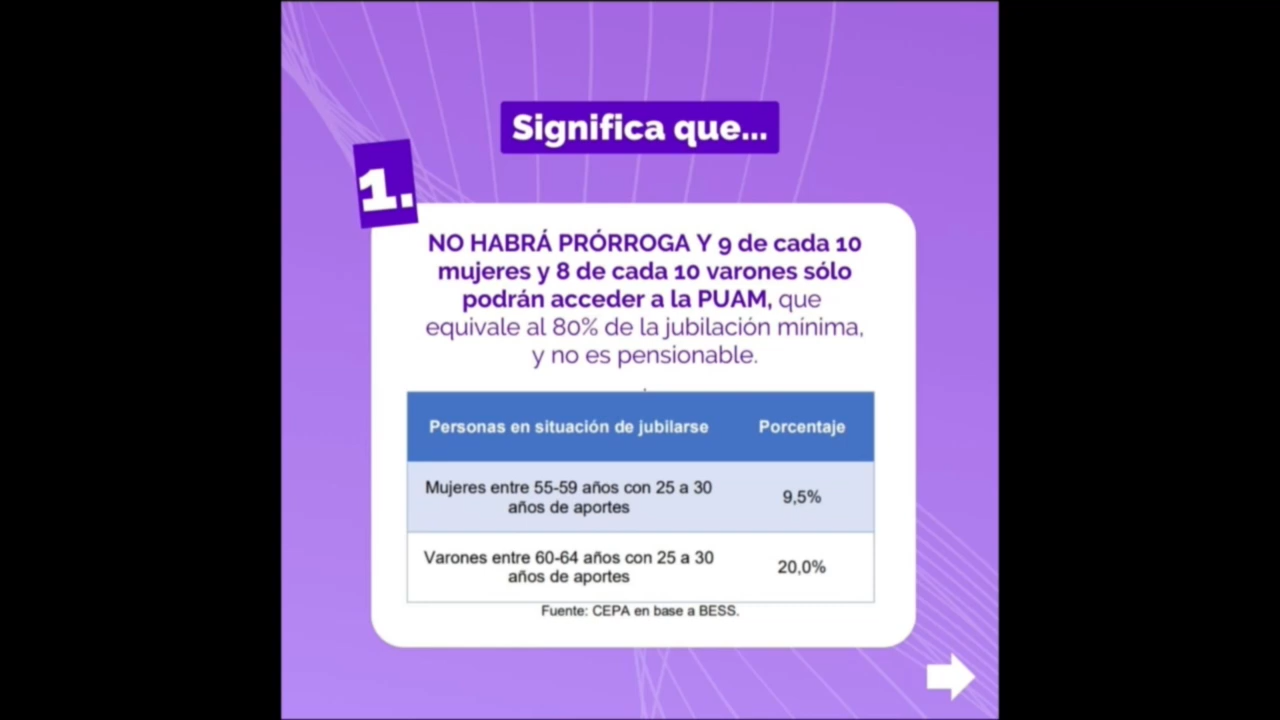 Significa que...
1.
NO HABRÁ PRÓRROGA Y 9 de cada 10
mujeres y 8 de cada 10 varones sólo
podrán acceder a la PUAM, que
equivale al 80% de la jubilación mínima,
y no es pensionable.
Personas en situación de jubilarse Porcentaje
Mujeres entre 55-59 años con 25 a 30
años de aportes
9,5%
Varones entre 60-64 años con 25 a 30
años de aportes
20,0%
Fuente: CEPA en base a BESS.